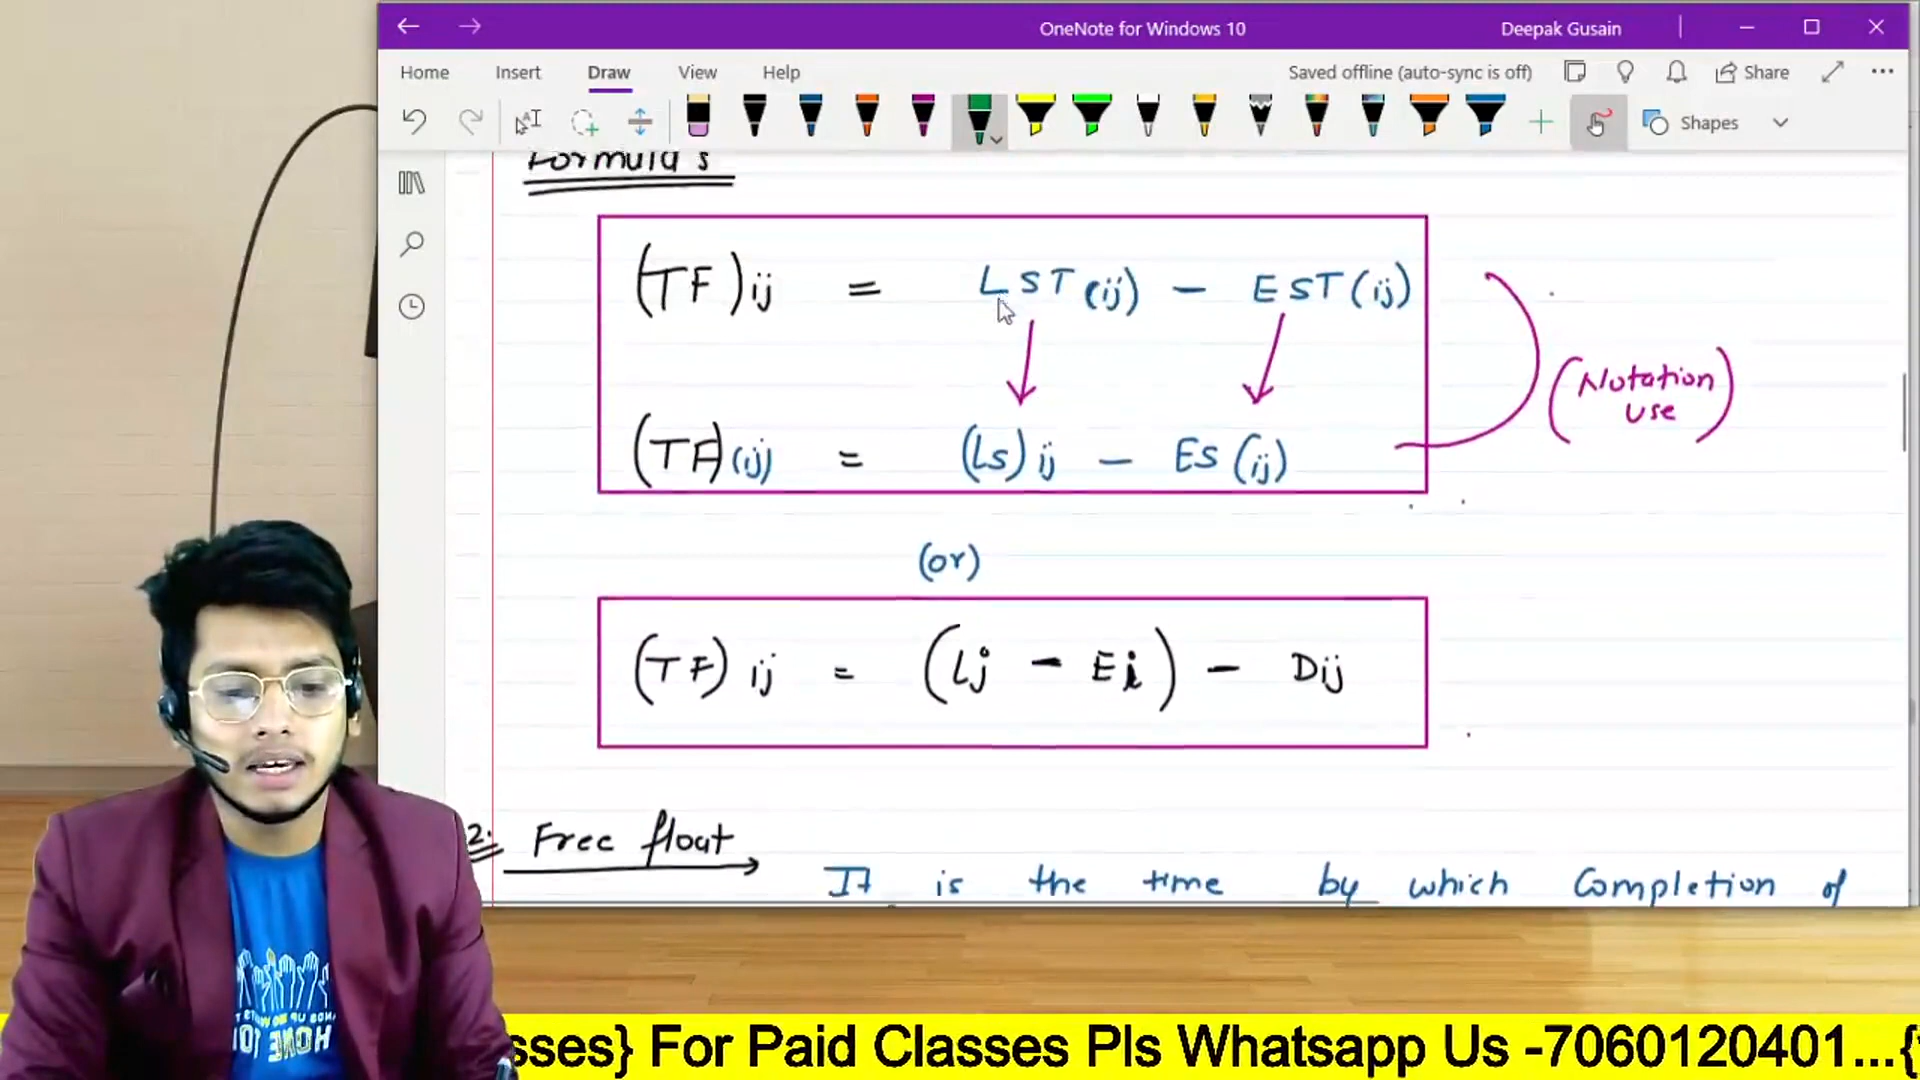 OneNote for Windows 10
Deepak Gusain
Home Insert Draw View Help
Saved offline (auto-sync is off) Share
Shapes
Formula's
(TF)ij = LST(ij) - EST(ij)
(TF)(ij) = (Ls)ij - ES(ij)
(Notation use)
(or)
(TF)ij = (Lj - Ei) - Dij
2. Free float
It is the time by which Completion of
sses} For Paid Classes Pls Whatsapp Us -7060120401...{